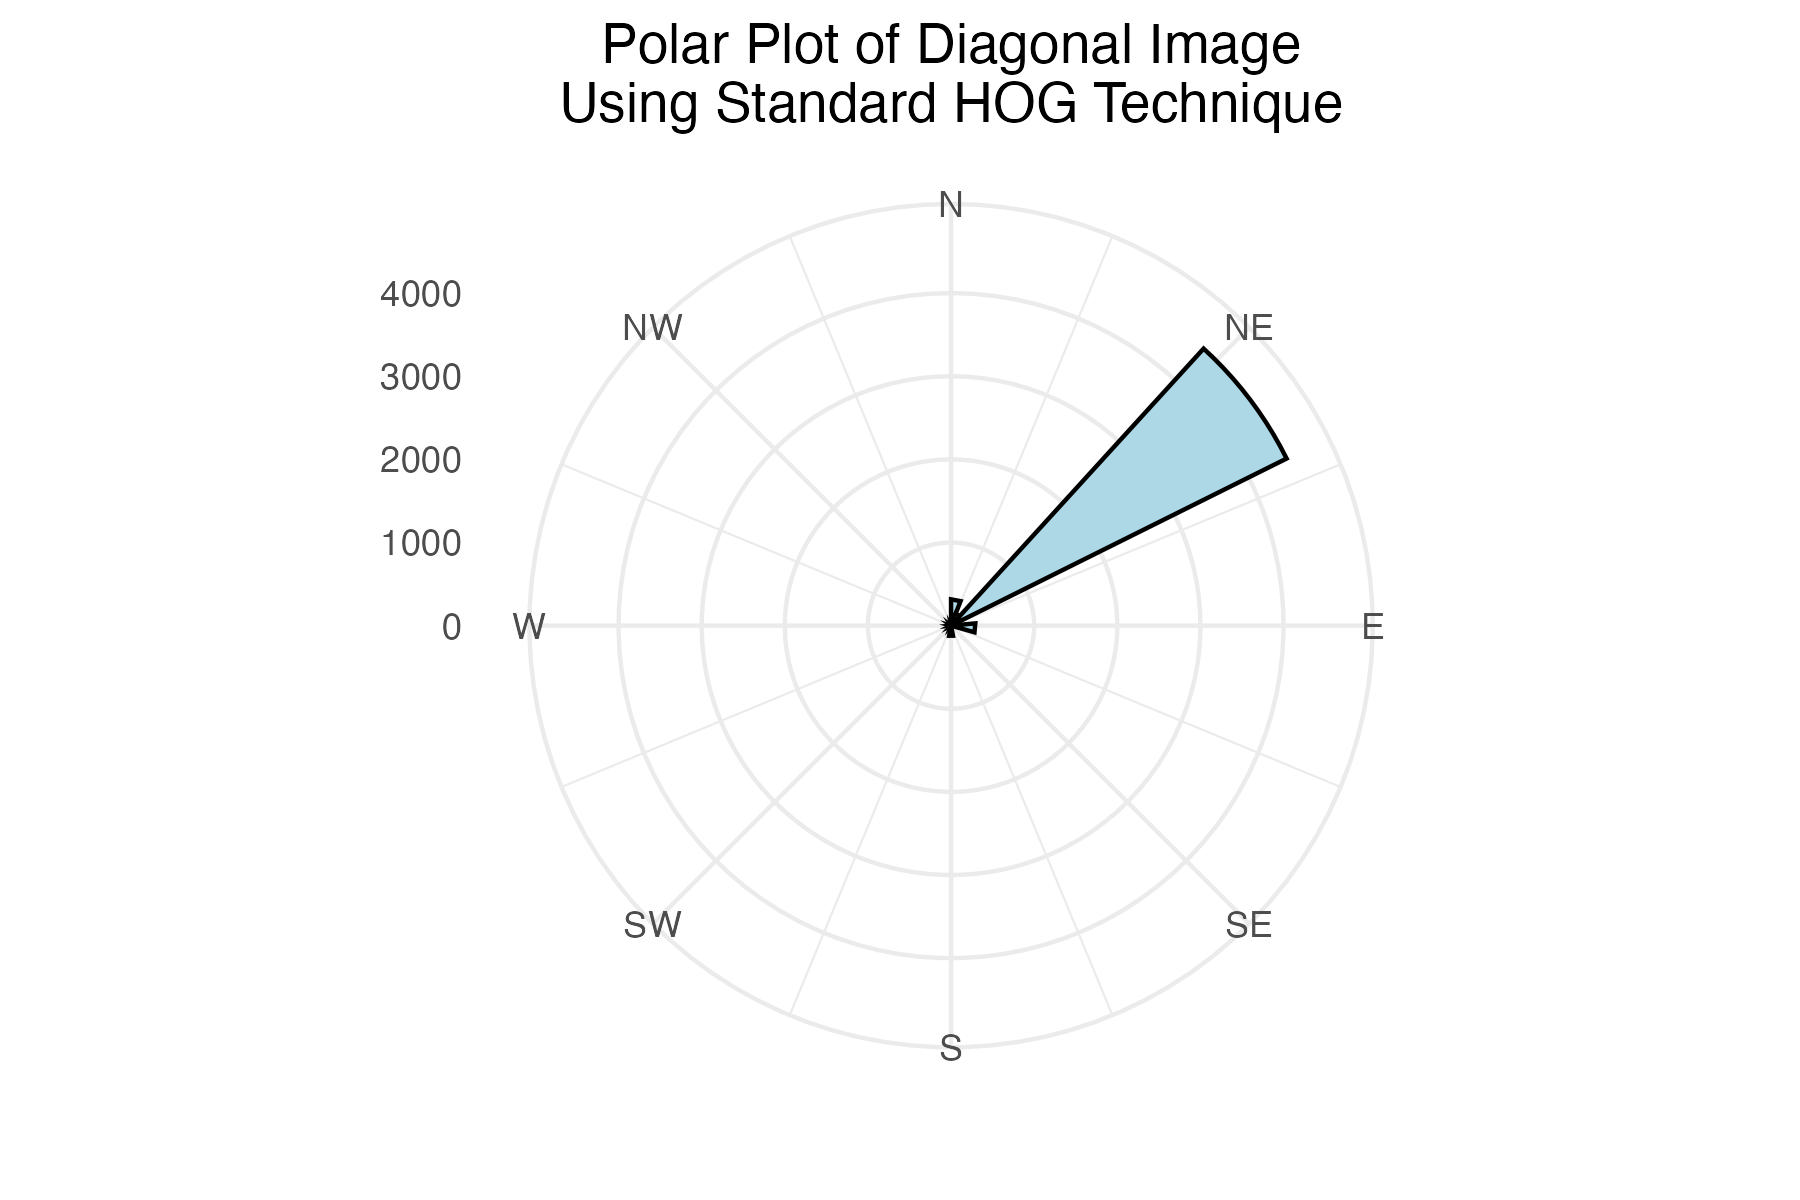 Polar Plot of Diagonal Image
Using Standard HOG Technique
N
4000
NW
NE
3000
2000
1000
0
W
E
SW
SE
S